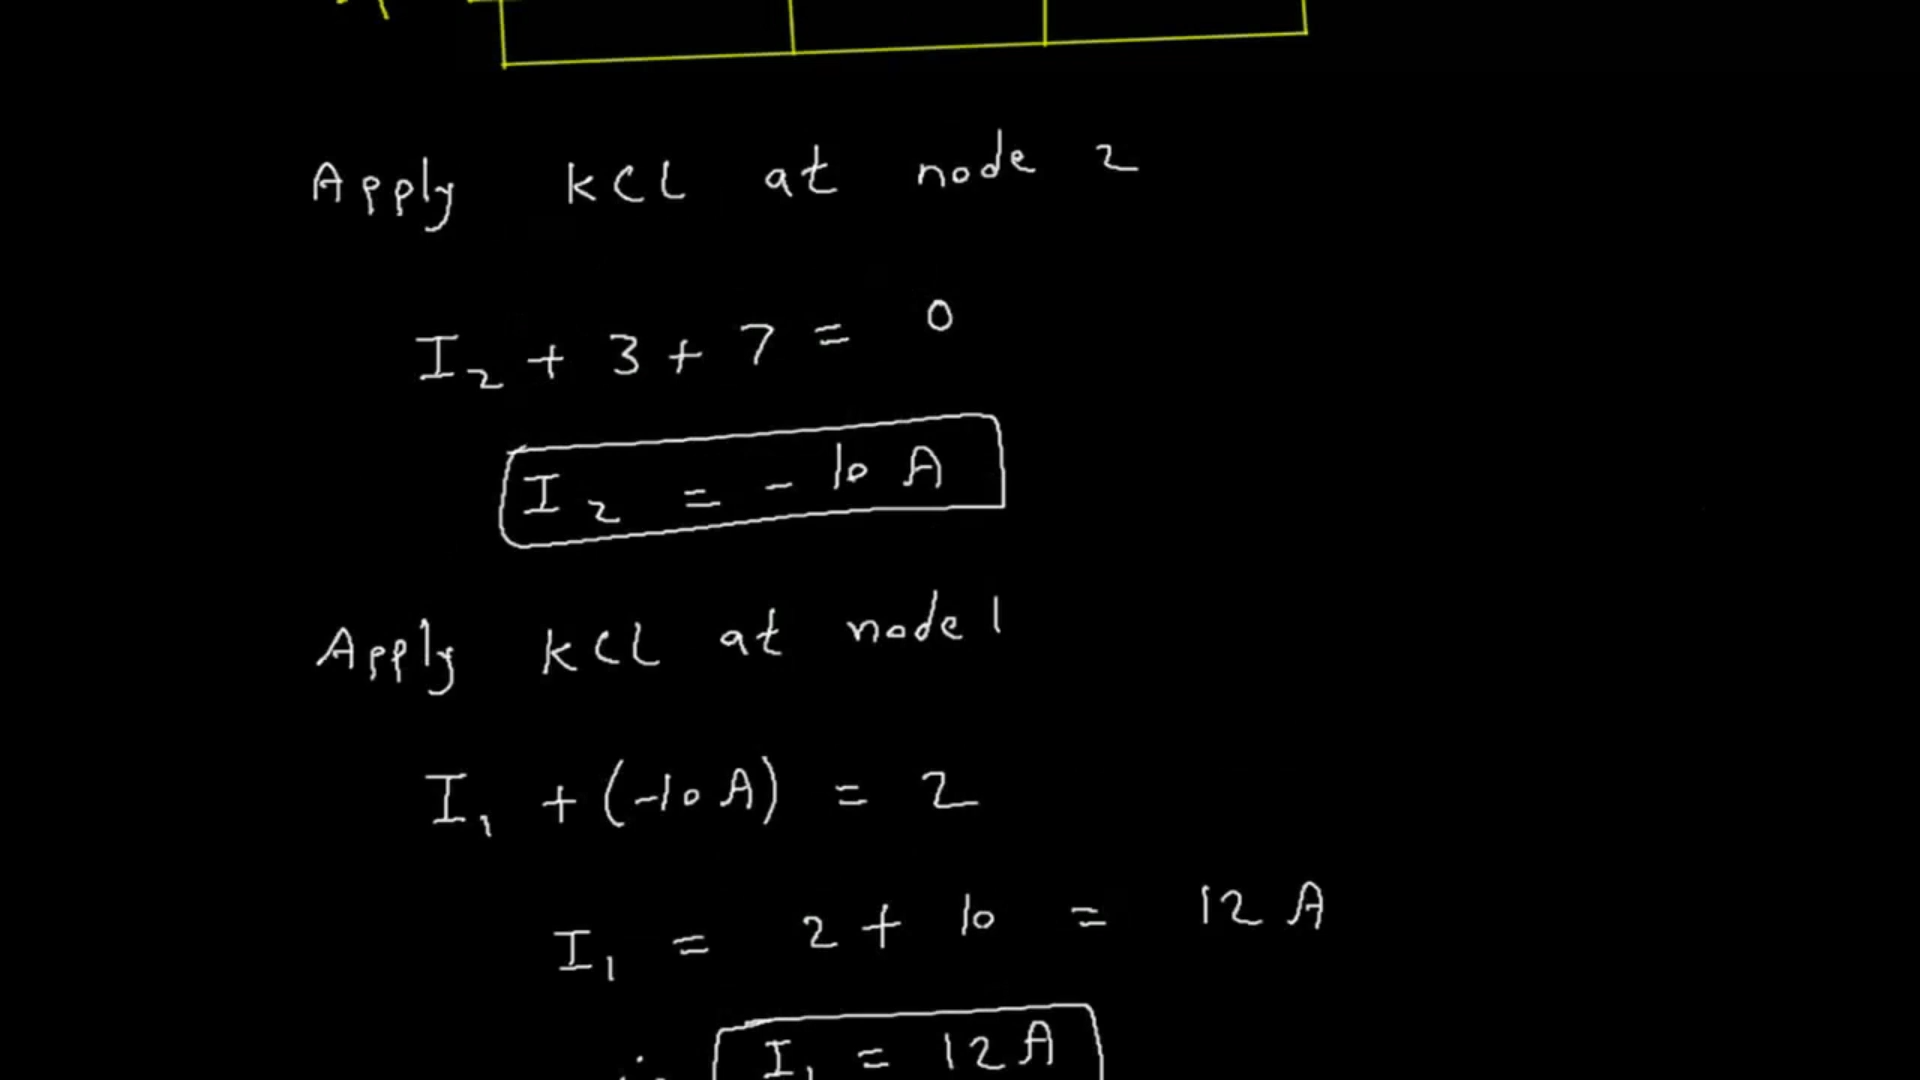 Apply KCL at node 2
I₂ + 3 + 7 = 0
I₂ = - 10 A
Apply KCL at node 1
I₁ + (-10 A) = 2
I₁ = 2 + 10 = 12 A
I₁ = 12 A